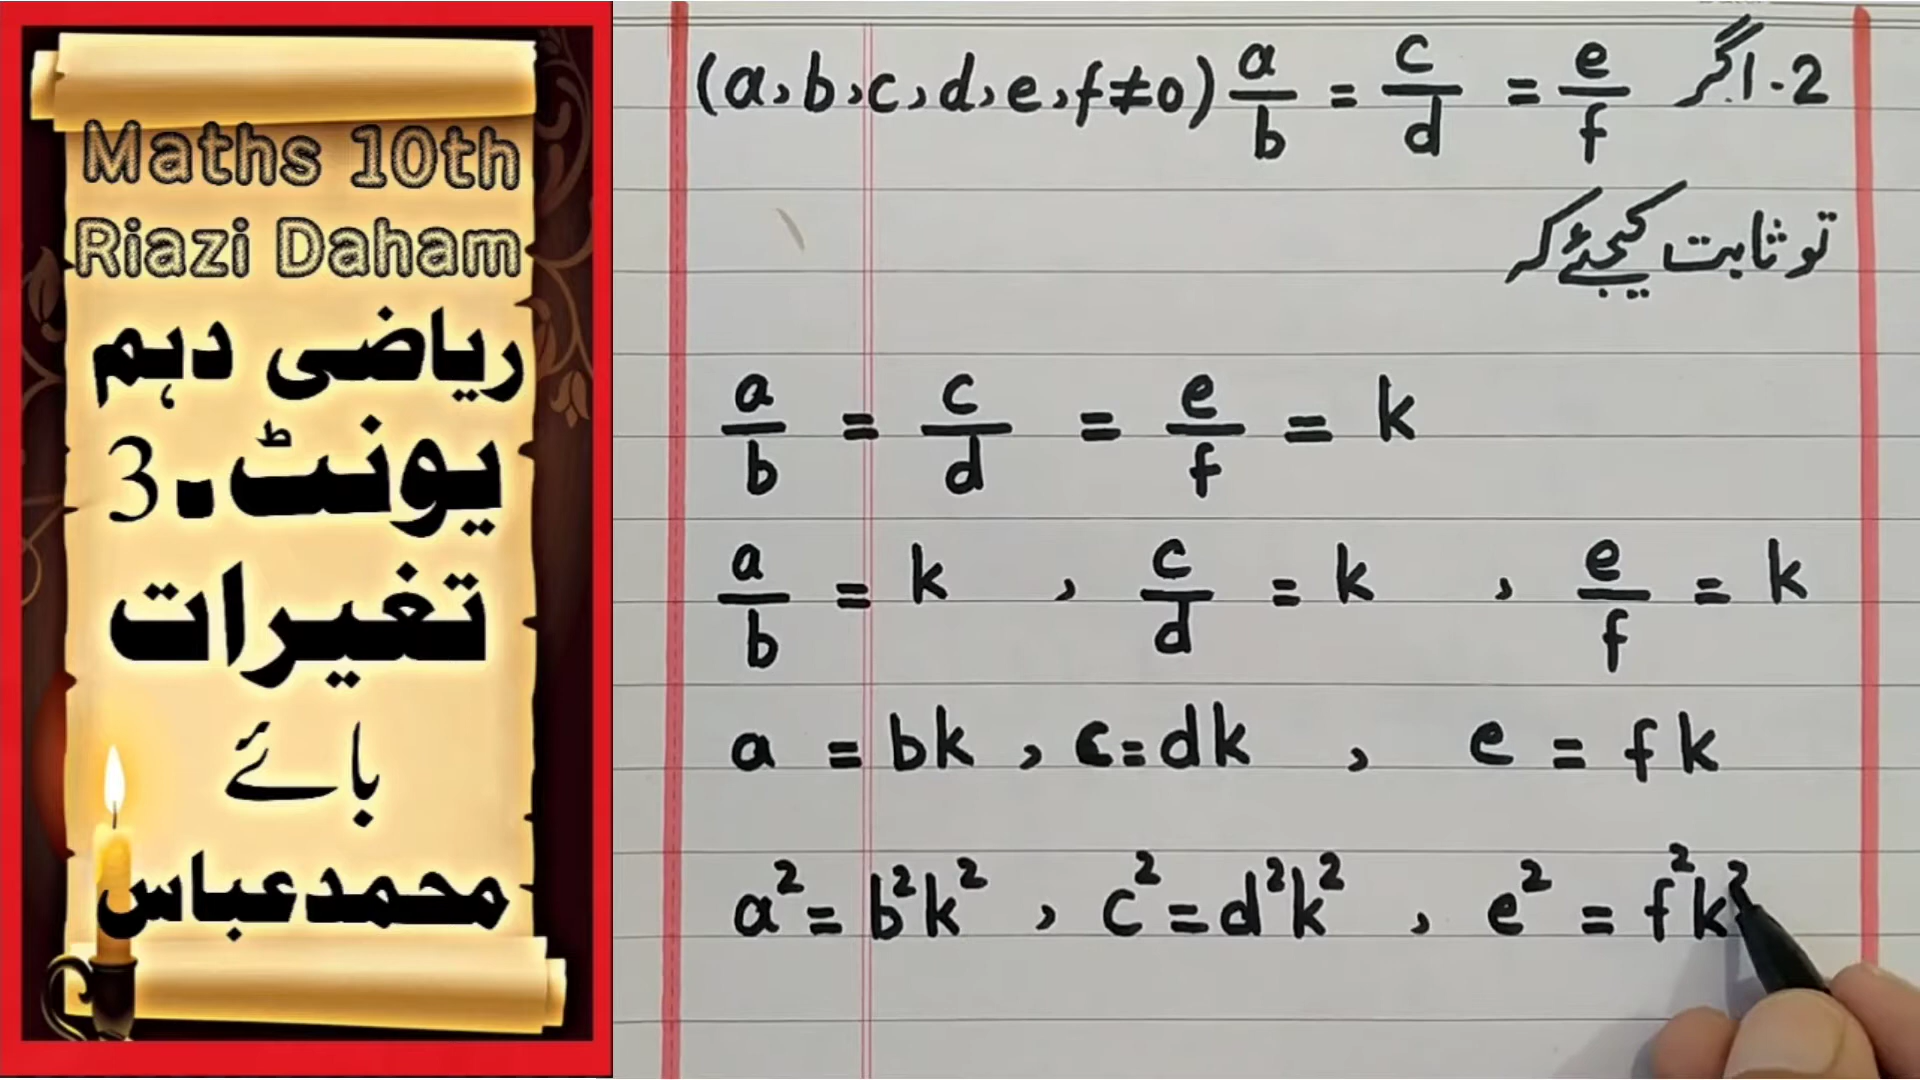 Maths 10th
Riazi Daham
ریاضی دہم
یونٹ۔3
تغیرات
بائے
محمدعباس
2۔ اگر a/b = c/d = e/f (a,b,c,d,e,f≠0)
تو ثابت کیجئے کہ
a/b = c/d = e/f = k
a/b = k , c/d = k , e/f = k
a = bk , c=dk , e = fk
a² = b²k² , c² = d²k² , e² = f²k²